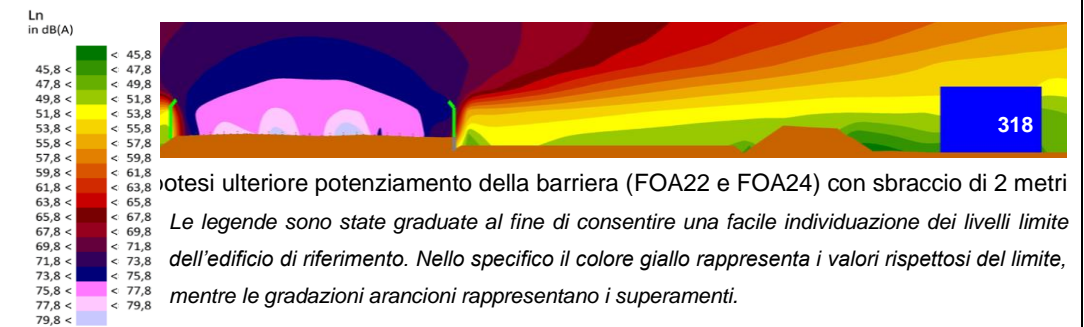 Ln
in dB(A)
< 45,8
45,8 < < 47,8
47,8 < < 49,8
49,8 < < 51,8
51,8 < < 53,8
53,8 < < 55,8
55,8 < < 57,8
57,8 < < 59,8
59,8 < < 61,8
61,8 < < 63,8
63,8 < < 65,8
65,8 < < 67,8
67,8 < < 69,8
69,8 < < 71,8
71,8 < < 73,8
73,8 < < 75,8
75,8 < < 77,8
77,8 < < 79,8
79,8 <
318
otesi ulteriore potenziamento della barriera (FOA22 e FOA24) con sbraccio di 2 metri
Le legende sono state graduate al fine di consentire una facile individuazione dei livelli limite
dell'edificio di riferimento. Nello specifico il colore giallo rappresenta i valori rispettosi del limite,
mentre le gradazioni arancioni rappresentano i superamenti.